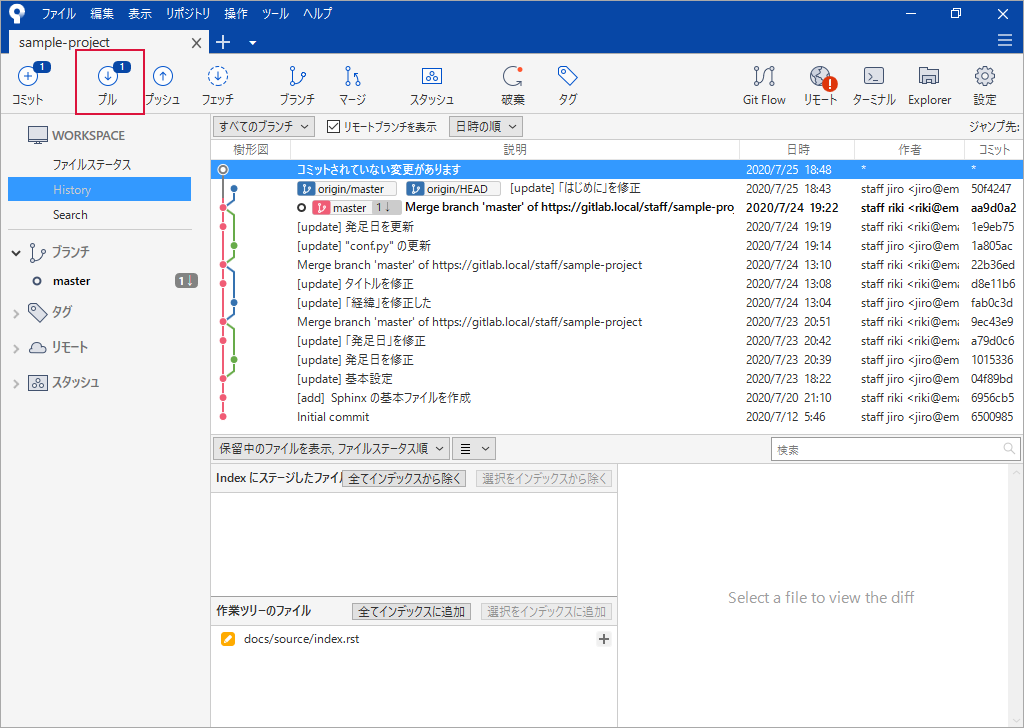 ファイル 編集 表示 リポジトリ 操作 ツール ヘルプ
sample-project
1 1
コミット プル プッシュ フェッチ ブランチ マージ スタッシュ 破棄 タグ Git Flow リモート ターミナル Explorer 設定
WORKSPACE
ファイルステータス
History
Search
ブランチ
master 1↓
タグ
リモート
スタッシュ
すべてのブランチ リモートブランチを表示 日時の順 ジャンプ先:
樹形図 説明 日時 作者 コミット
コミットされていない変更があります 2020/7/25 18:48 * *
origin/master origin/HEAD [update] 「はじめに」を修正 2020/7/25 18:43 staff jiro <jiro@em 50f4247
master 1↓ Merge branch 'master' of https://gitlab.local/staff/sample-proj 2020/7/24 19:22 staff riki <riki@em aa9d0a2
[update] 発足日を更新 2020/7/24 19:19 staff riki <riki@ema 1e9eb75
[update] "conf.py" の更新 2020/7/24 19:14 staff jiro <jiro@em 1a805ac
Merge branch 'master' of https://gitlab.local/staff/sample-project 2020/7/24 13:10 staff riki <riki@ema 22b36ed
[update] タイトルを修正 2020/7/24 13:08 staff riki <riki@ema d8e11b6
[update] 「経緯」を修正した 2020/7/24 13:04 staff jiro <jiro@em fab0c3d
Merge branch 'master' of https://gitlab.local/staff/sample-project 2020/7/23 20:51 staff riki <riki@ema 9ec43e9
[update] 「発足日」を修正 2020/7/23 20:42 staff riki <riki@ema a79d0c6
[update] 発足日を修正 2020/7/23 20:39 staff jiro <jiro@em 1015336
[update] 基本設定 2020/7/23 18:22 staff riki <riki@ema 04f89bd
[add] Sphinx の基本ファイルを作成 2020/7/20 21:10 staff riki <riki@ema 6956cb5
Initial commit 2020/7/12 5:46 staff jiro <jiro@em 6500985
保留中のファイルを表示, ファイルステータス順 検索
Index にステージしたファイル 全てインデックスから除く 選択をインデックスから除く
作業ツリーのファイル 全てインデックスに追加 選択をインデックスに追加
docs/source/index.rst
Select a file to view the diff